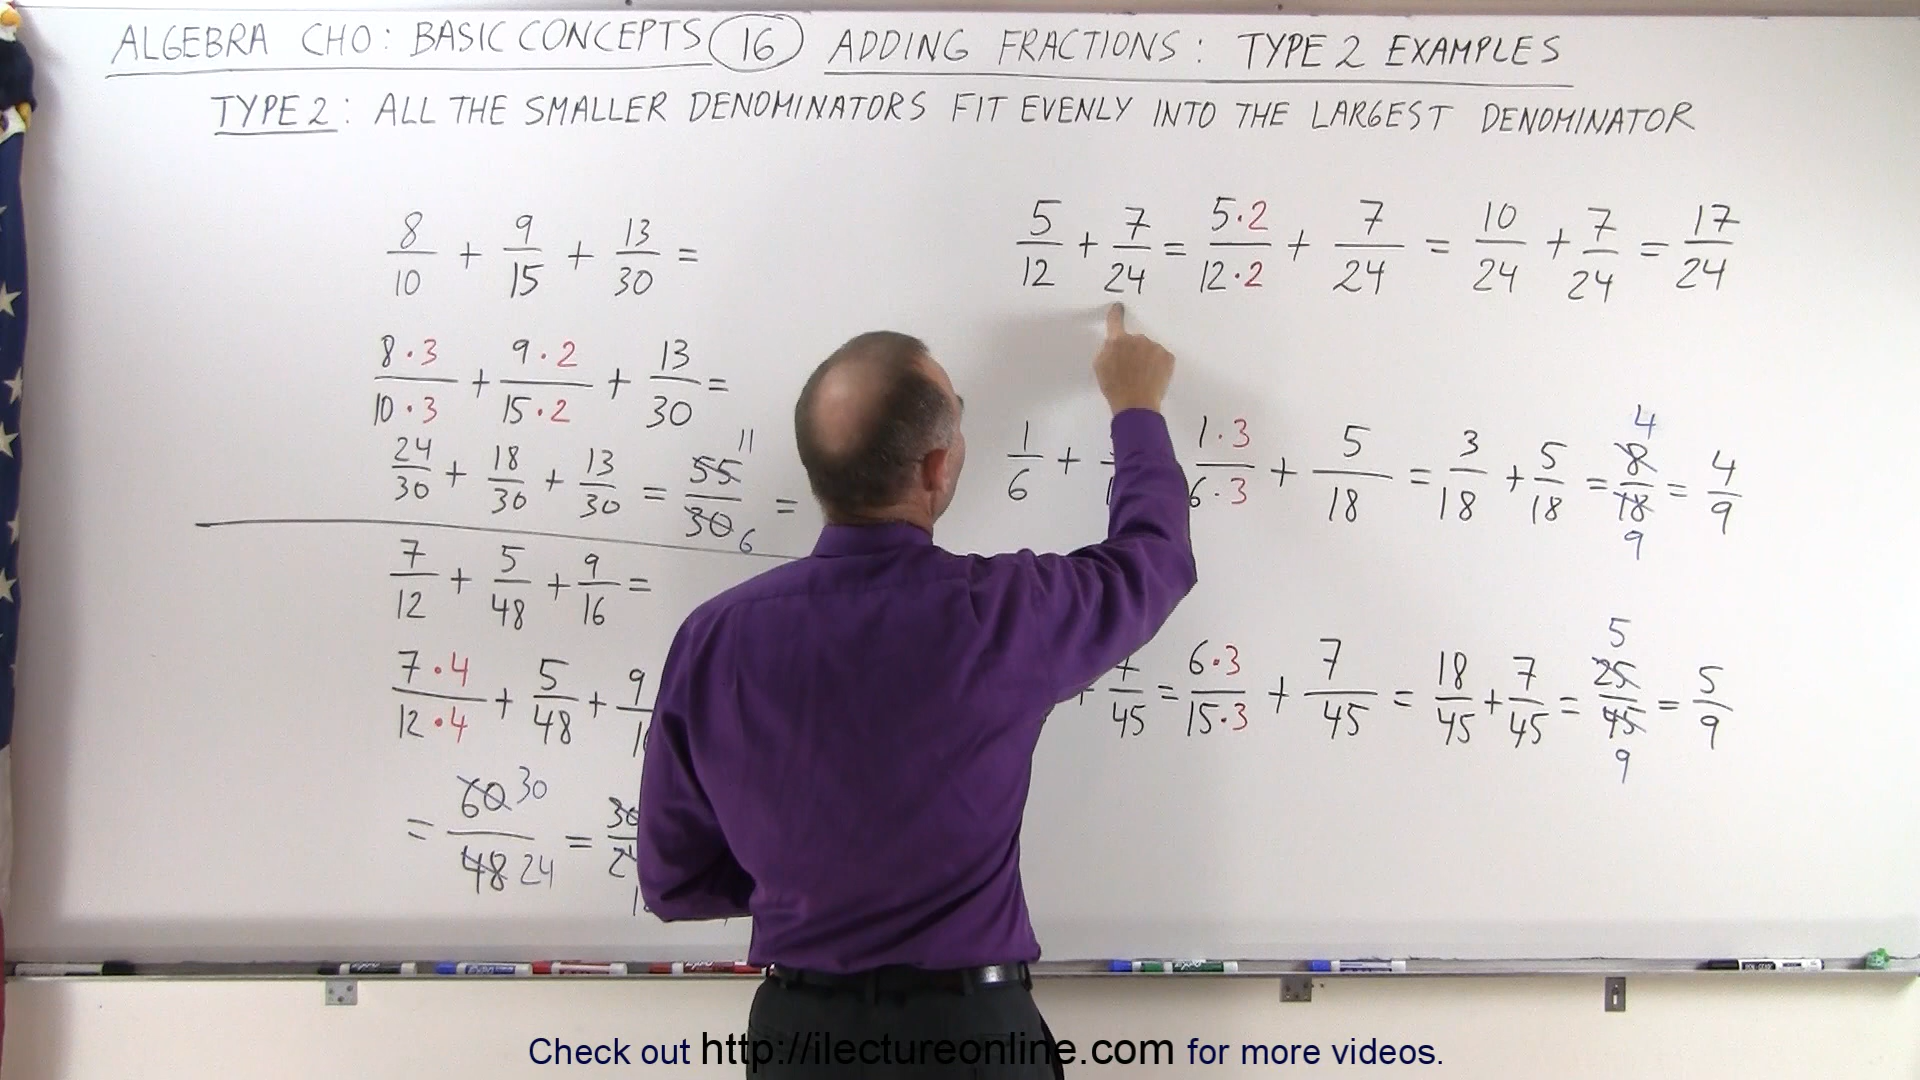 ALGEBRA CHO: BASIC CONCEPTS 16 ADDING FRACTIONS: TYPE 2 EXAMPLES
TYPE 2: ALL THE SMALLER DENOMINATORS FIT EVENLY INTO THE LARGEST DENOMINATOR
8/10 + 9/15 + 13/30 =
8·3/10·3 + 9·2/15·2 + 13/30 =
24/30 + 18/30 + 13/30 = 55/30 11/6 =
7/12 + 5/48 + 9/16 =
7·4/12·4 + 5/48 + 9
= 60/48 30/24 =
5/12 + 7/24 = 5·2/12·2 + 7/24 = 10/24 + 7/24 = 17/24
1/6 + 1·3/6·3 + 5/18 = 3/18 + 5/18 = 8/18 4/9 = 4/9
+ 7/45 = 6·3/15·3 + 7/45 = 18/45 + 7/45 = 25/45 5/9 = 5/9
Check out http://ilectureonline.com for more videos.